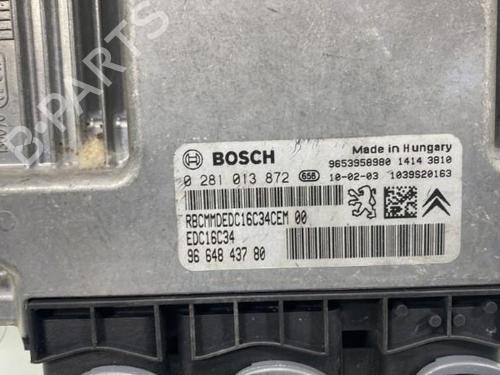 BOSCH
Made in Hungary
9653958980 1414 3810
0 281 013 872 656 10-02-03 1039S20163
RBCMMDEDC16C34CEM 00
EDC16C34
96 648 437 80
B-PARTS